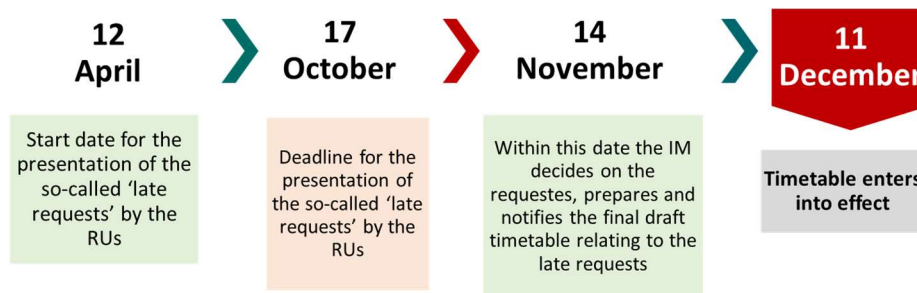 12
April
Start date for the
presentation of the
so-called ‘late
requests’ by the
RUs
17
October
Deadline for the
presentation of
the so-called ‘late
requests’ by the
RUs
14
November
Within this date the IM
decides on the
requestes, prepares and
notifies the final draft
timetable relating to the
late requests
11
December
Timetable enters
into effect